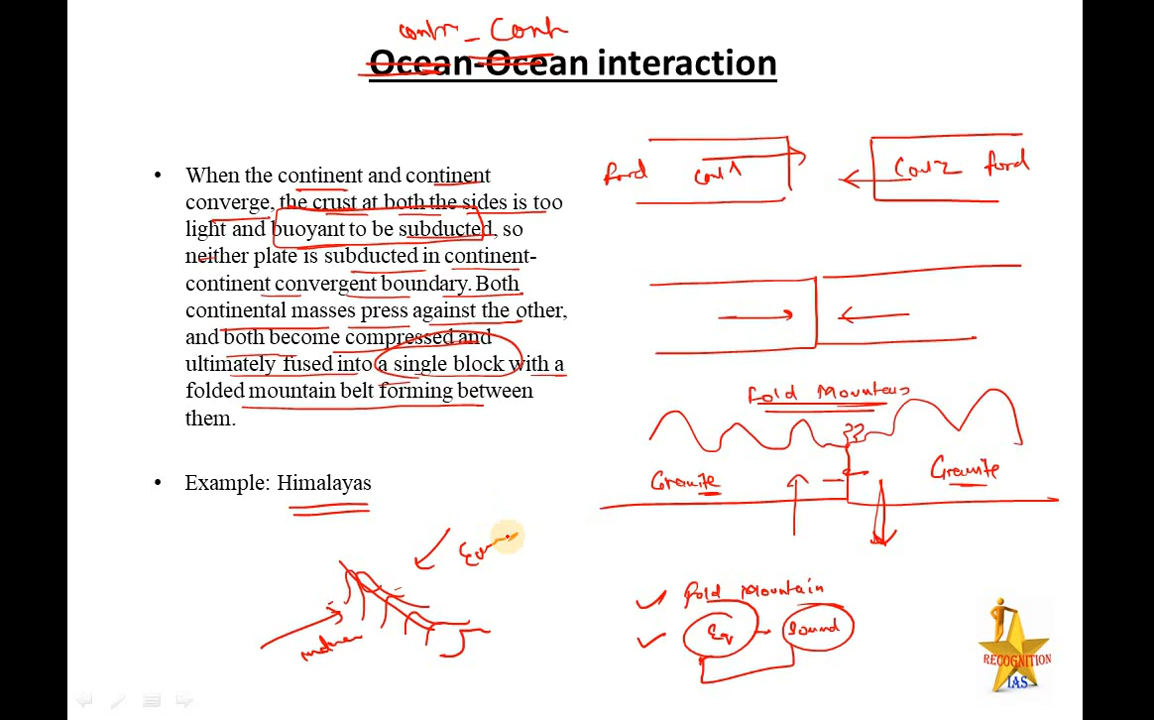 Cont
Ocean-Ocean interaction
• When the continent and continent
converge, the crust at both the sides is too
light and buoyant to be subducted, so
neither plate is subducted in continent-
continent convergent boundary. Both
continental masses press against the other,
and both become compressed and
ultimately fused into a single block with a
folded mountain belt forming between
them.
• Example: Himalayas
Fold Mountains
Granite
Granite
Fold Mountain
Eq
Sound
RECOGNITION
IAS